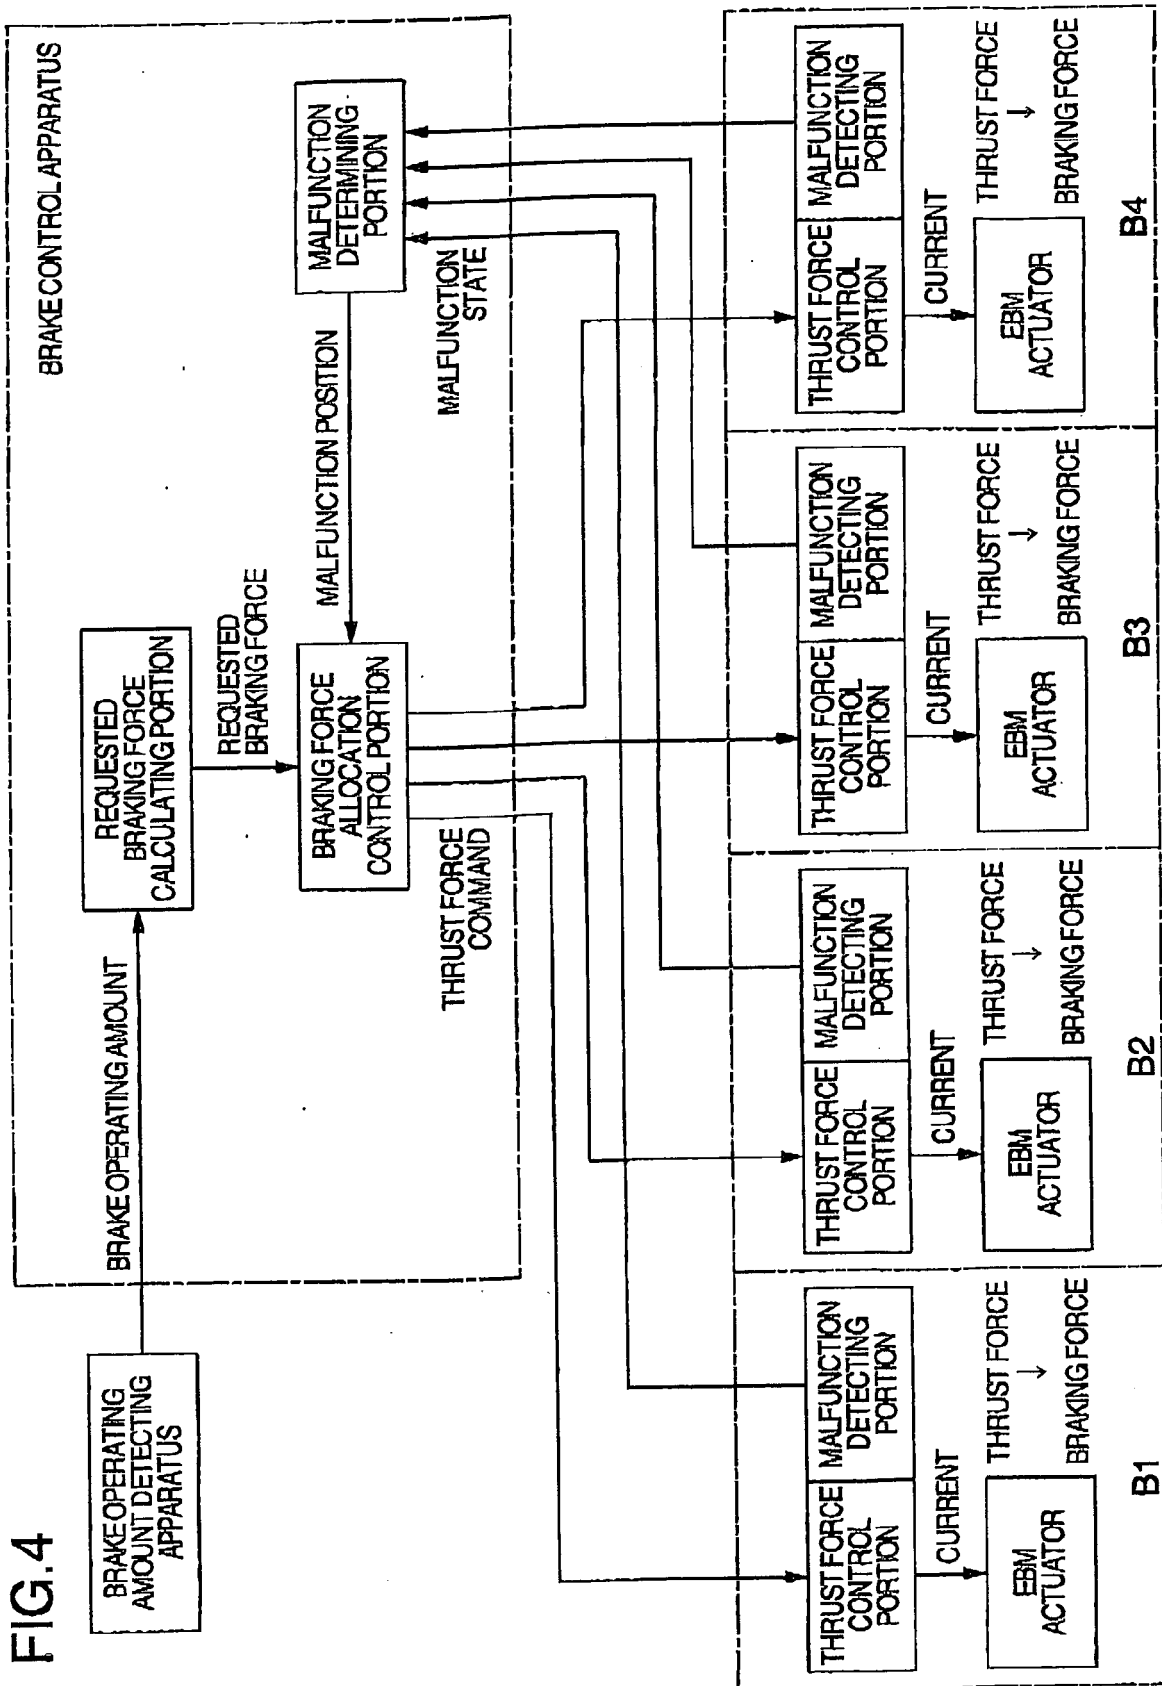 FIG.4
BRAKE CONTROL APPARATUS
BRAKE OPERATING
AMOUNT DETECTING
APPARATUS
BRAKE OPERATING AMOUNT
REQUESTED
BRAKING FORCE
CALCULATING PORTION
REQUESTED
BRAKING FORCE
BRAKING FORCE
ALLOCATION
CONTROL PORTION
MALFUNCTION POSITION
MALFUNCTION
DETERMINING
PORTION
THRUST FORCE
COMMAND
MALFUNCTION
STATE
THRUST FORCE
CONTROL
PORTION
MALFUNCTION
DETECTING
PORTION
CURRENT
EBM
ACTUATOR
THRUST FORCE
↓
BRAKING FORCE
B1
THRUST FORCE
CONTROL
PORTION
MALFUNCTION
DETECTING
PORTION
CURRENT
EBM
ACTUATOR
THRUST FORCE
↓
BRAKING FORCE
B2
THRUST FORCE
CONTROL
PORTION
MALFUNCTION
DETECTING
PORTION
CURRENT
EBM
ACTUATOR
THRUST FORCE
↓
BRAKING FORCE
B3
THRUST FORCE
CONTROL
PORTION
MALFUNCTION
DETECTING
PORTION
CURRENT
EBM
ACTUATOR
THRUST FORCE
↓
BRAKING FORCE
B4